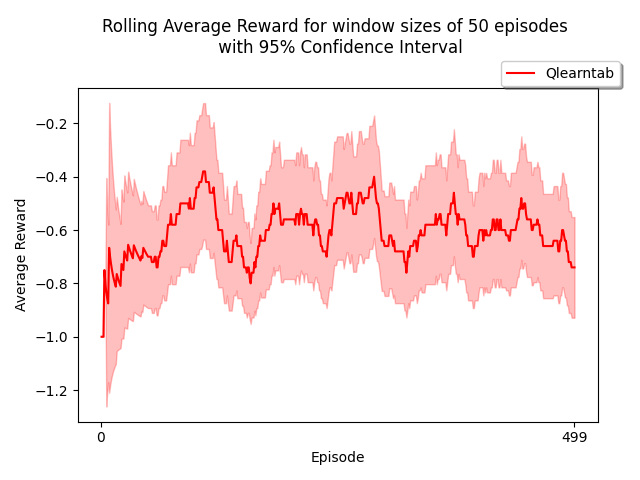 Rolling Average Reward for window sizes of 50 episodes
with 95% Confidence Interval
Qlearntab
−0.2
−0.4
−0.6
−0.8
−1.0
−1.2
Average Reward
0
499
Episode